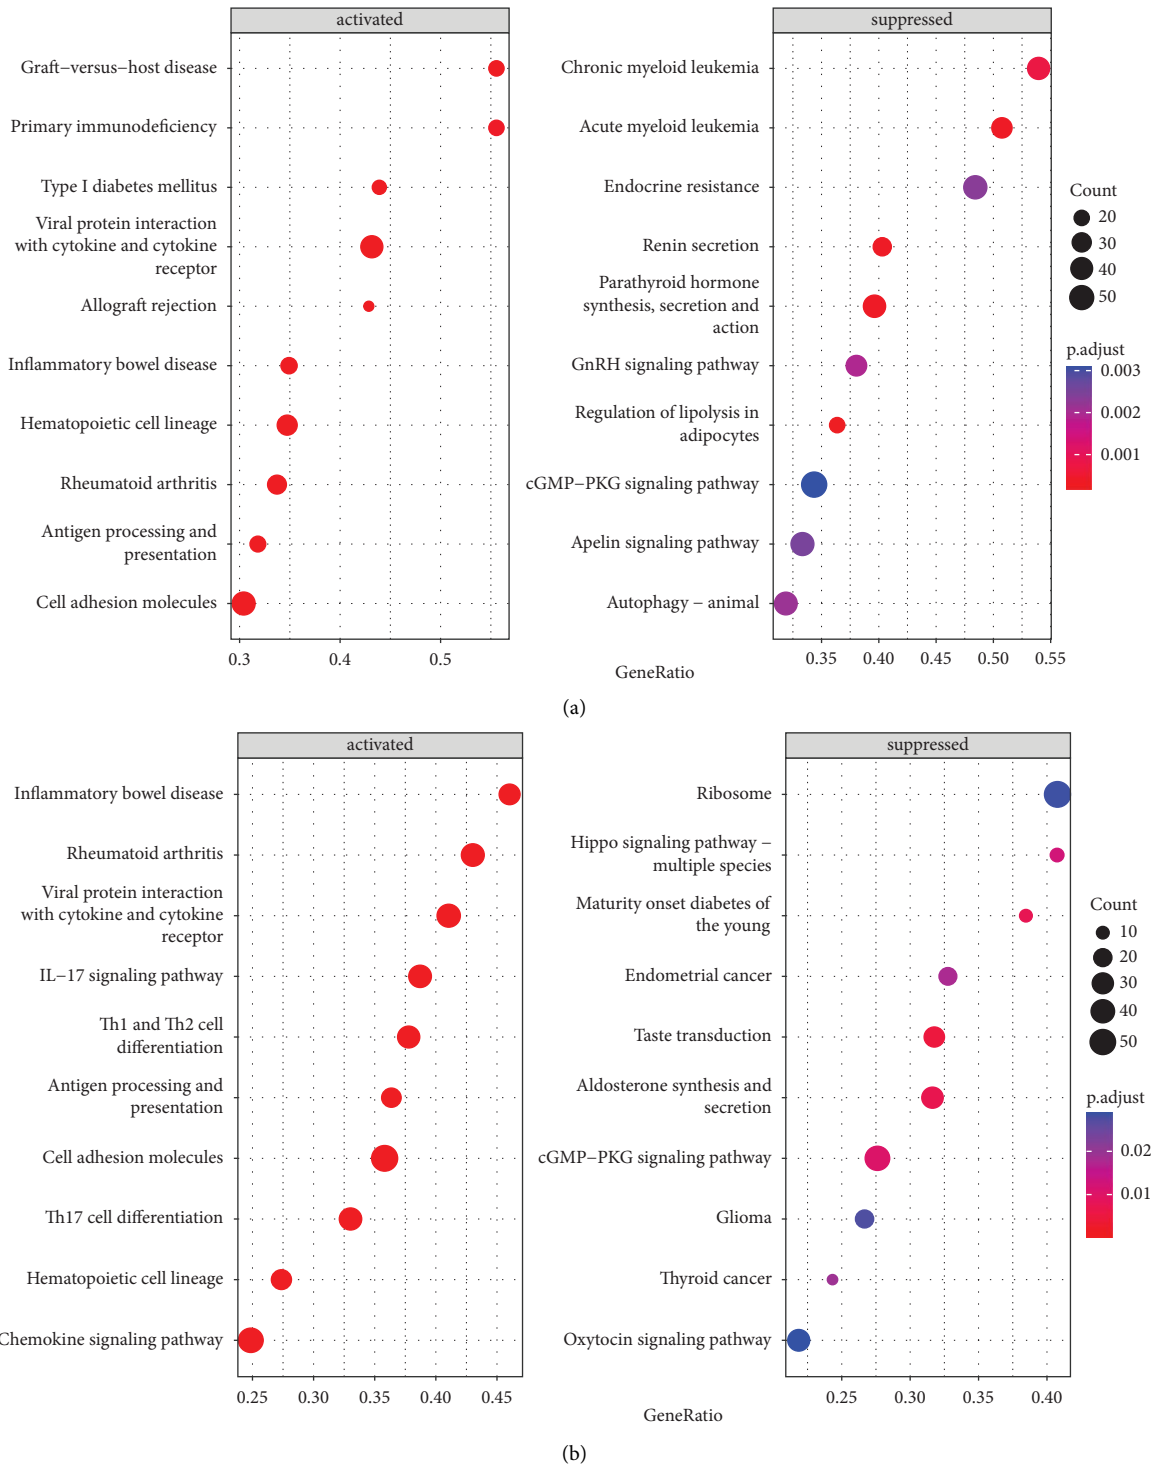 activated
Graft−versus−host disease
Primary immunodeficiency
Type I diabetes mellitus
Viral protein interaction
with cytokine and cytokine
receptor
Allograft rejection
Inflammatory bowel disease
Hematopoietic cell lineage
Rheumatoid arthritis
Antigen processing and
presentation
Cell adhesion molecules
0.3 0.4 0.5
suppressed
Chronic myeloid leukemia
Acute myeloid leukemia
Endocrine resistance
Renin secretion
Parathyroid hormone
synthesis, secretion and
action
GnRH signaling pathway
Regulation of lipolysis in
adipocytes
cGMP−PKG signaling pathway
Apelin signaling pathway
Autophagy − animal
0.35 0.40 0.45 0.50 0.55
GeneRatio
Count
20
30
40
50
p.adjust
0.003
0.002
0.001
(a)
activated
Inflammatory bowel disease
Rheumatoid arthritis
Viral protein interaction
with cytokine and cytokine
receptor
IL−17 signaling pathway
Th1 and Th2 cell
differentiation
Antigen processing and
presentation
Cell adhesion molecules
Th17 cell differentiation
Hematopoietic cell lineage
Chemokine signaling pathway
0.25 0.30 0.35 0.40 0.45
suppressed
Ribosome
Hippo signaling pathway −
multiple species
Maturity onset diabetes of
the young
Endometrial cancer
Taste transduction
Aldosterone synthesis and
secretion
cGMP−PKG signaling pathway
Glioma
Thyroid cancer
Oxytocin signaling pathway
0.25 0.30 0.35 0.40
GeneRatio
Count
10
20
30
40
50
p.adjust
0.02
0.01
(b)